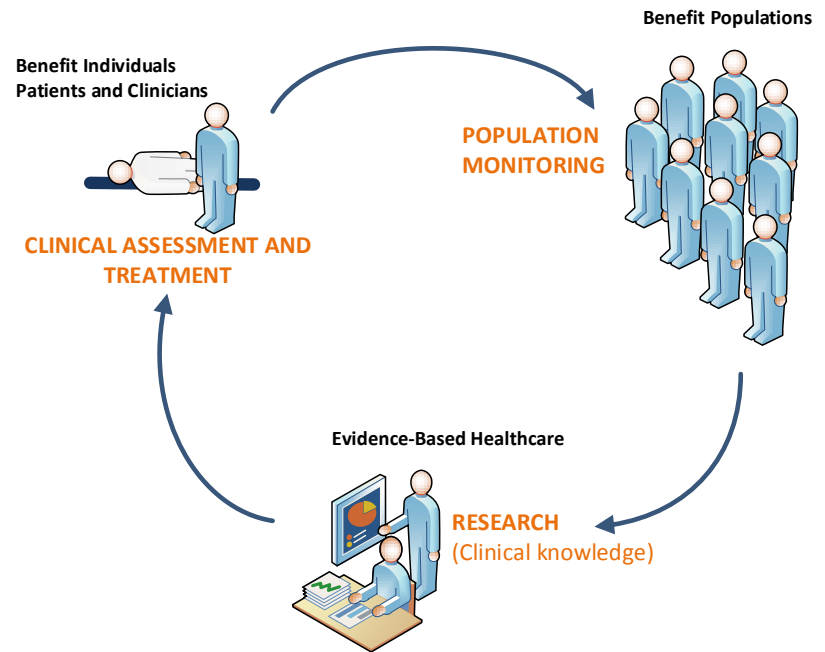 Benefit Populations
Benefit Individuals
Patients and Clinicians
POPULATION
MONITORING
CLINICAL ASSESSMENT AND
TREATMENT
Evidence-Based Healthcare
RESEARCH
(Clinical knowledge)